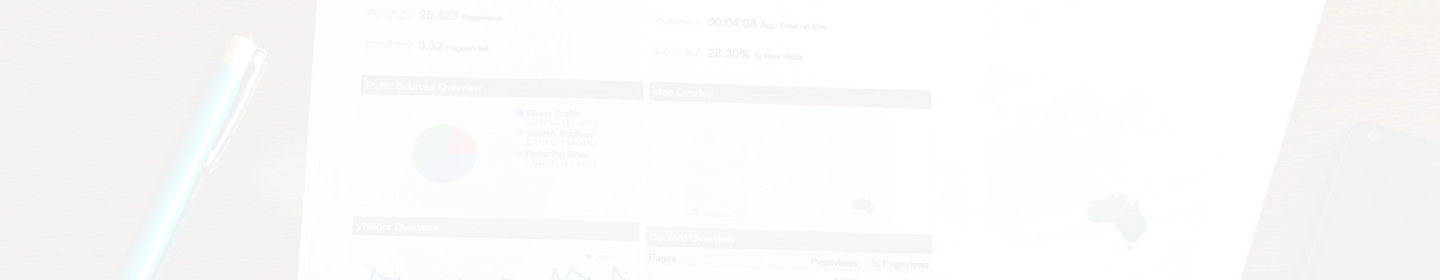 25,423 Pageviews
00:04:03 Avg. Time on Site
3.32 Pages/Visit
28.30% % New Visits
Traffic Sources Overview
Map Overlay
Direct Traffic
Search Engines
Referring Sites
Visitors Overview
Content Overview
Pages Pageviews % Pageviews